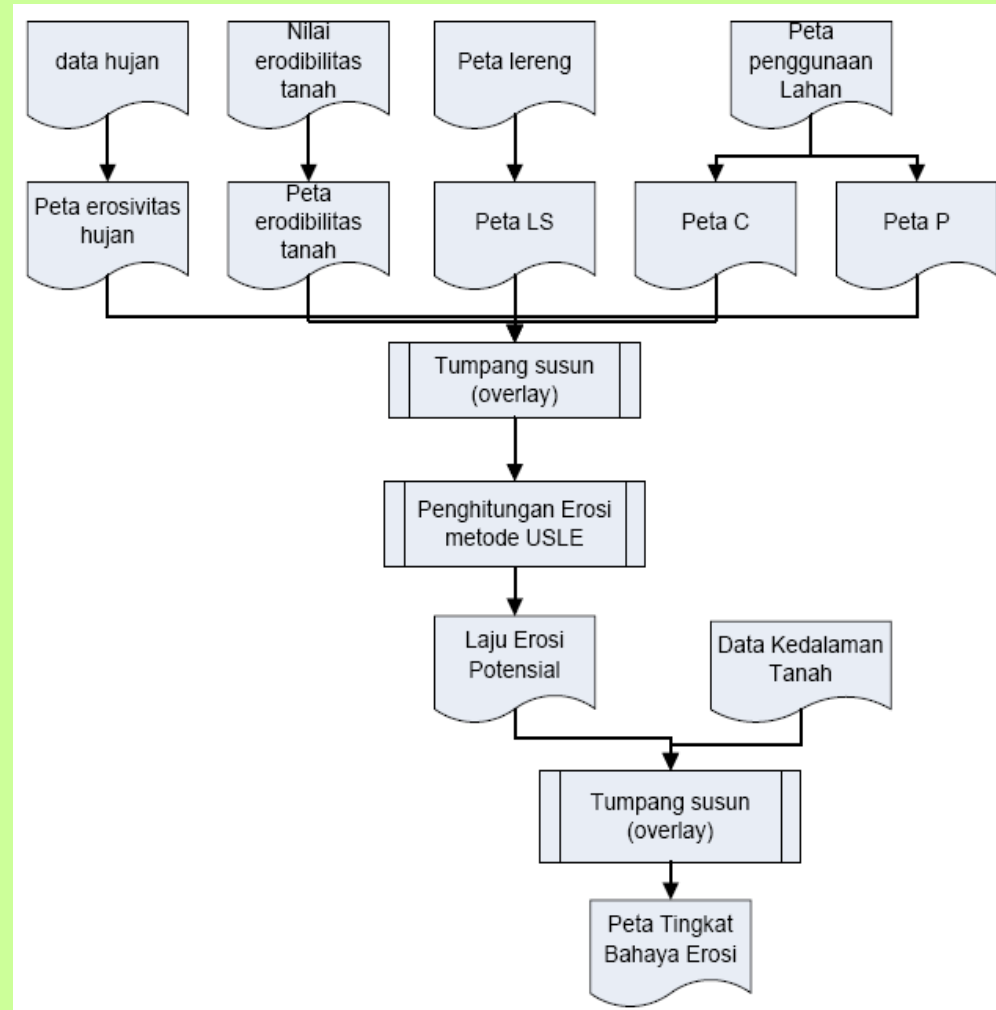 data hujan
Nilai
erodibilitas
tanah
Peta lereng
Peta
penggunaan
Lahan
Peta erosivitas
hujan
Peta
erodibilitas
tanah
Peta LS
Peta C
Peta P
Tumpang susun
(overlay)
Penghitungan Erosi
metode USLE
Laju Erosi
Potensial
Data Kedalaman
Tanah
Tumpang susun
(overlay)
Peta Tingkat
Bahaya Erosi